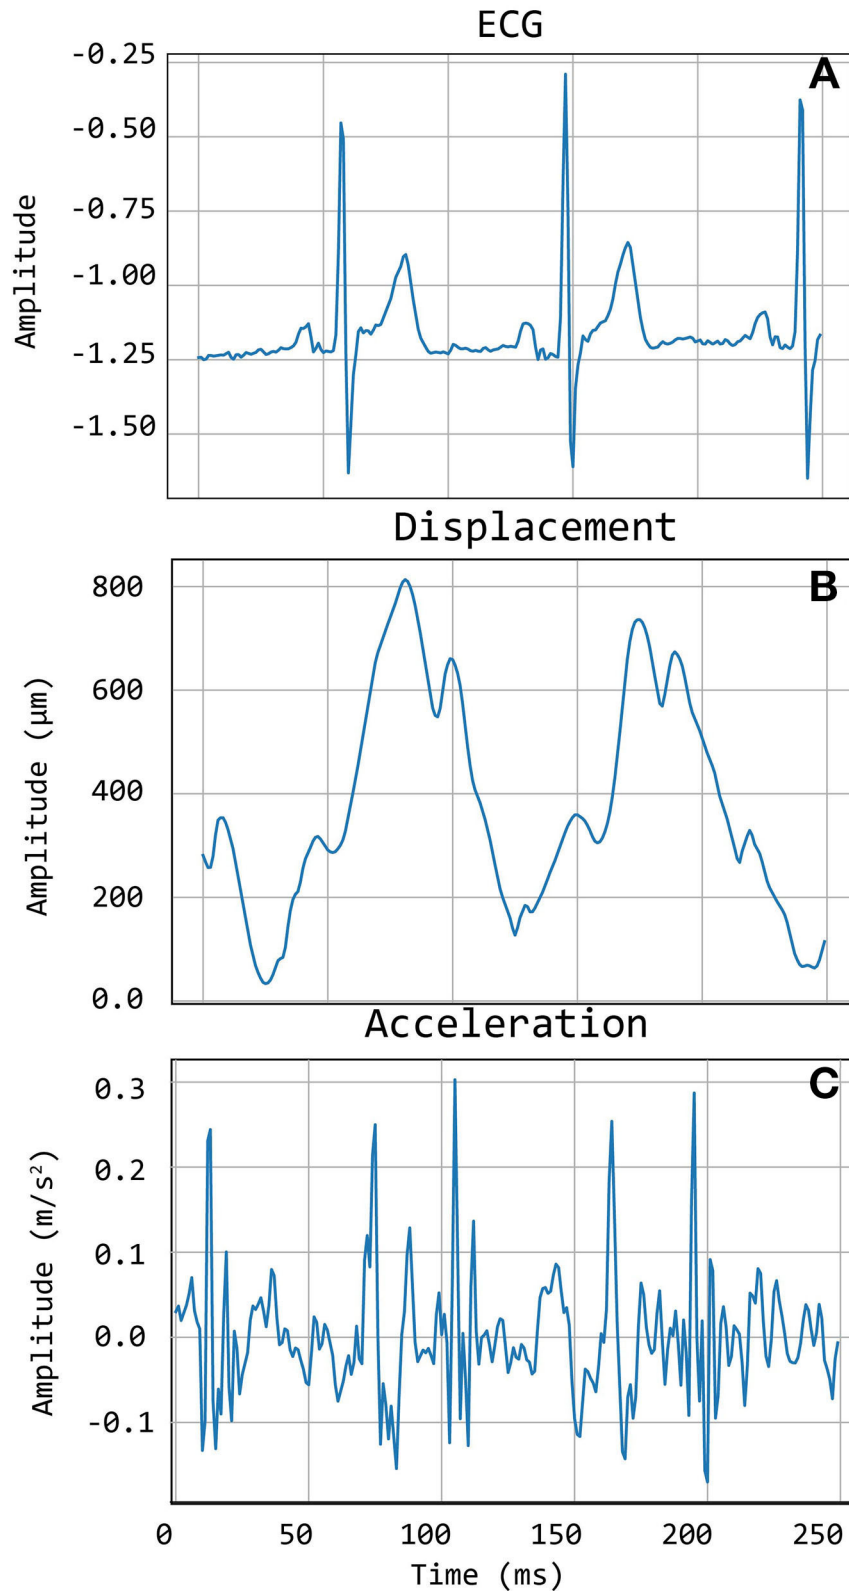 ECG
A
-0.25
-0.50
-0.75
-1.00
-1.25
-1.50
Amplitude
Displacement
B
800
600
400
200
0.0
Amplitude (μm)
Acceleration
C
0.3
0.2
0.1
0.0
-0.1
Amplitude (m/s²)
0 50 100 150 200 250
Time (ms)